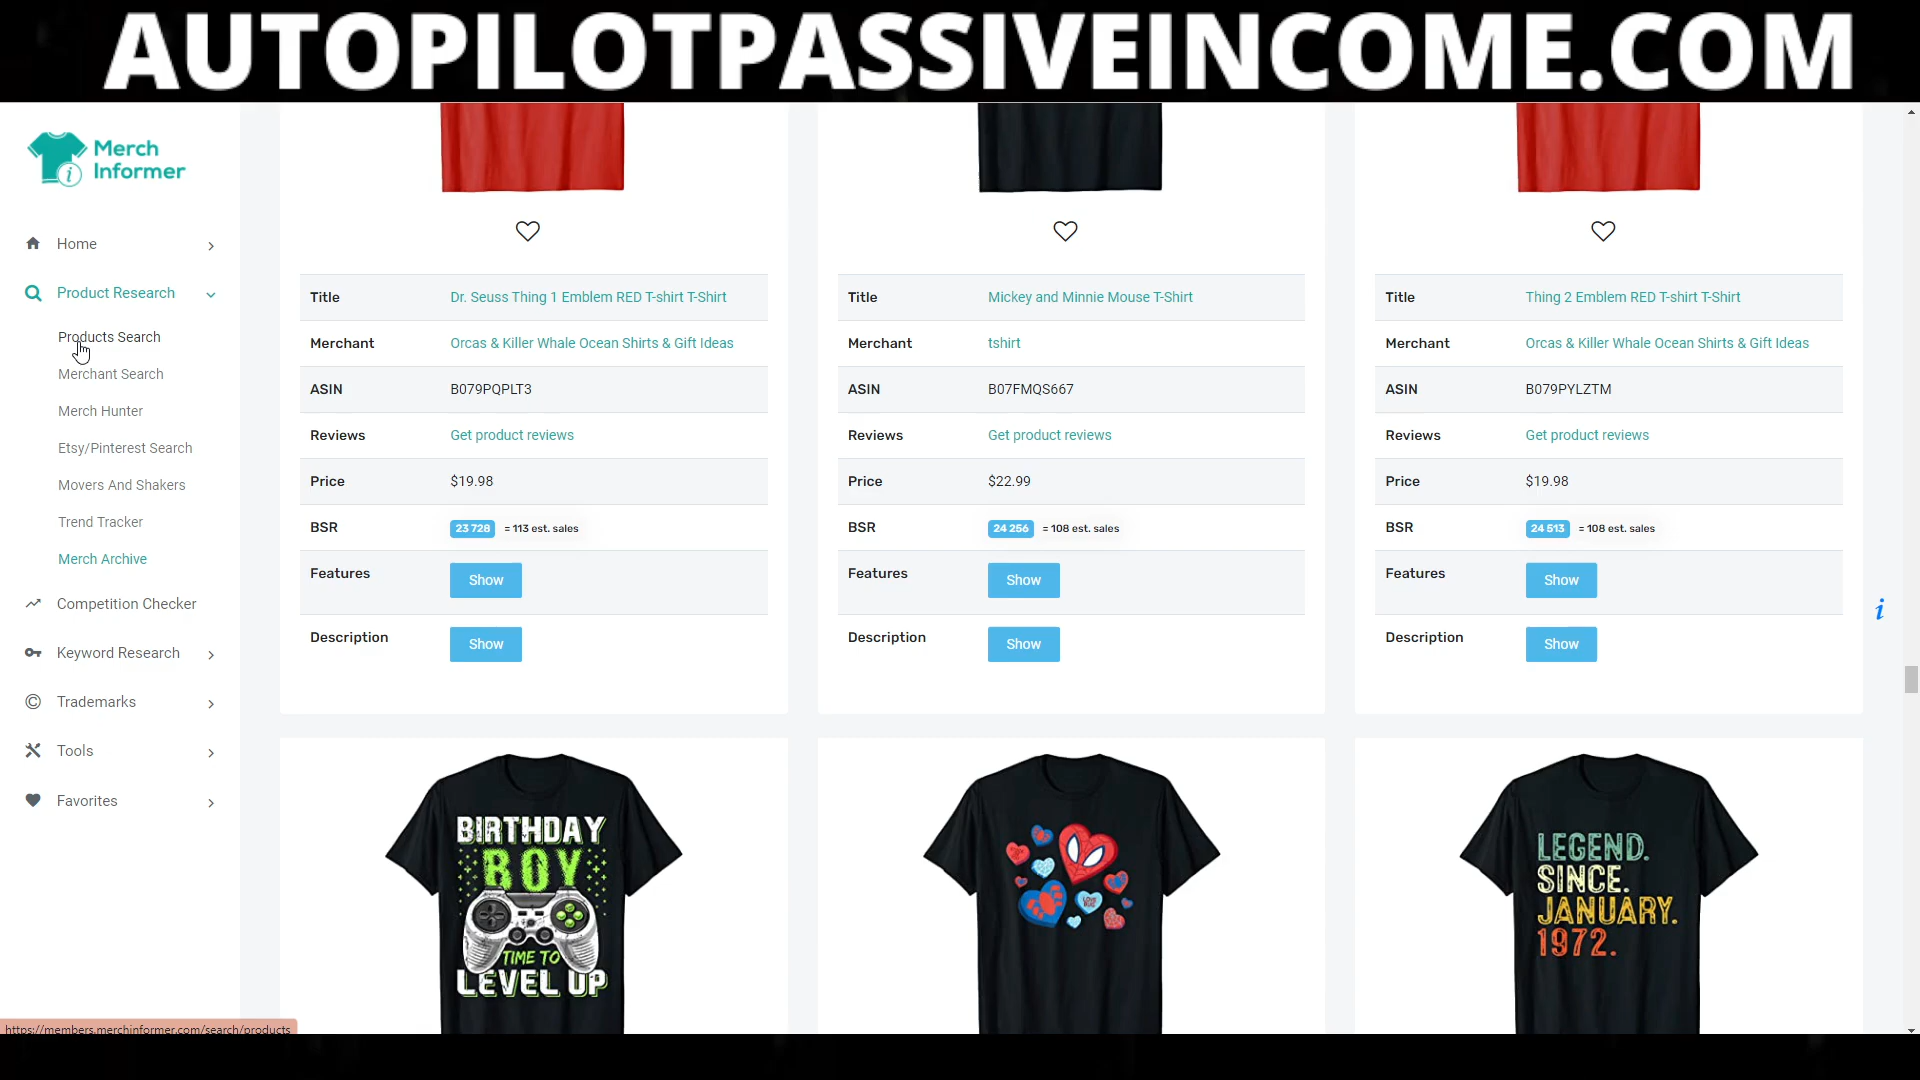 AUTOPILOTPASSIVEINCOME.COM
Merch
Informer
Home
Product Research
Products Search
Merchant Search
Merch Hunter
Etsy/Pinterest Search
Movers And Shakers
Trend Tracker
Merch Archive
Competition Checker
Keyword Research
Trademarks
Tools
Favorites
Title Dr. Seuss Thing 1 Emblem RED T-shirt T-Shirt
Merchant Orcas & Killer Whale Ocean Shirts & Gift Ideas
ASIN B079PQPLT3
Reviews Get product reviews
Price $19.98
BSR 23 728 = 113 est. sales
Features Show
Description Show
Title Mickey and Minnie Mouse T-Shirt
Merchant tshirt
ASIN B07FMQS667
Reviews Get product reviews
Price $22.99
BSR 24 256 = 108 est. sales
Features Show
Description Show
Title Thing 2 Emblem RED T-shirt T-Shirt
Merchant Orcas & Killer Whale Ocean Shirts & Gift Ideas
ASIN B079PYLZTM
Reviews Get product reviews
Price $19.98
BSR 24 513 = 108 est. sales
Features Show
Description Show
i
BIRTHDAY
BOY
TIME TO
LEVEL UP
LEGEND.
SINCE.
JANUARY.
1972.
https://members.merchinformer.com/search/products